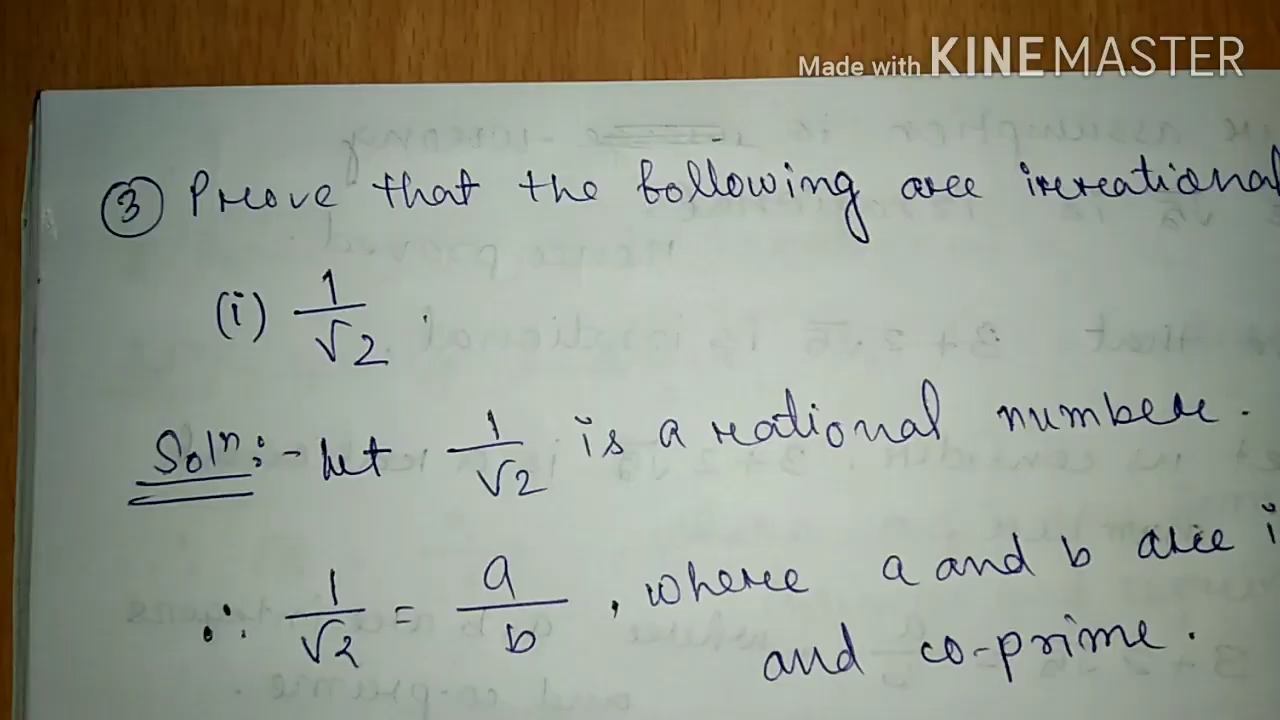 Made with KINEMASTER
③ Prove that the following are irrational
(i) 1/√2 .
Solⁿ:- Let 1/√2 is a rational number.
∴ 1/√2 = a/b , where a and b are i
and co-prime.